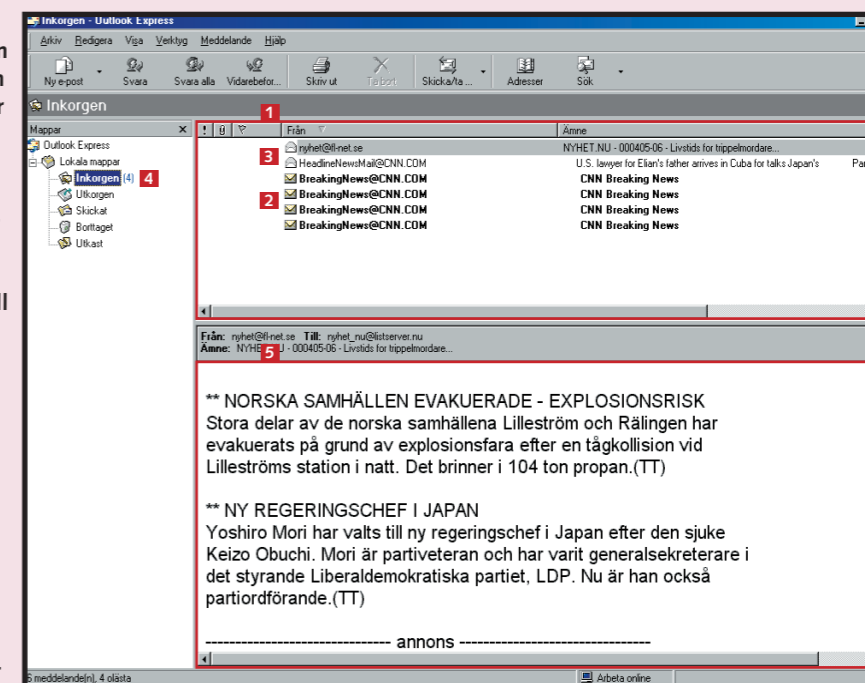 Inkorgen - Outlook Express
Arkiv Redigera Visa Verktyg Meddelande Hjälp
Ny e-post Svara Svara alla Vidarebefor... Skriv ut Ta bort Skicka/ta ... Adresser Sök
Inkorgen
1
Mappar ! Från Ämne
Outlook Express nyhet@fl-net.se NYHET.NU - 000405-06 - Livstids for trippelmordare...
Lokala mappar 3 HeadlineNewsMail@CNN.COM U.S. lawyer for Elian's father arrives in Cuba for talks Japan's
Inkorgen (4) 4 BreakingNews@CNN.COM CNN Breaking News
Utkorgen 2 BreakingNews@CNN.COM CNN Breaking News
Skickat BreakingNews@CNN.COM CNN Breaking News
Borttaget BreakingNews@CNN.COM CNN Breaking News
Utkast
Från: nyhet@fl-net.se Till: nyhet_nu@listserver.nu
Ämne: 5 - 000405-06 - Livstids for trippelmordare...
** NORSKA SAMHÄLLEN EVAKUERADE - EXPLOSIONSRISK
Stora delar av de norska samhällena Lilleström och Rälingen har
evakuerats på grund av explosionsfara efter en tågkollision vid
Lilleströms station i natt. Det brinner i 104 ton propan.(TT)
** NY REGERINGSCHEF I JAPAN
Yoshiro Mori har valts till ny regeringschef i Japan efter den sjuke
Keizo Obuchi. Mori är partiveteran och har varit generalsekreterare i
det styrande Liberaldemokratiska partiet, LDP. Nu är han också
partiordförande.(TT)
------------------------------- annons --------------------------------
6 meddelande(n), 4 olästa Arbeta online